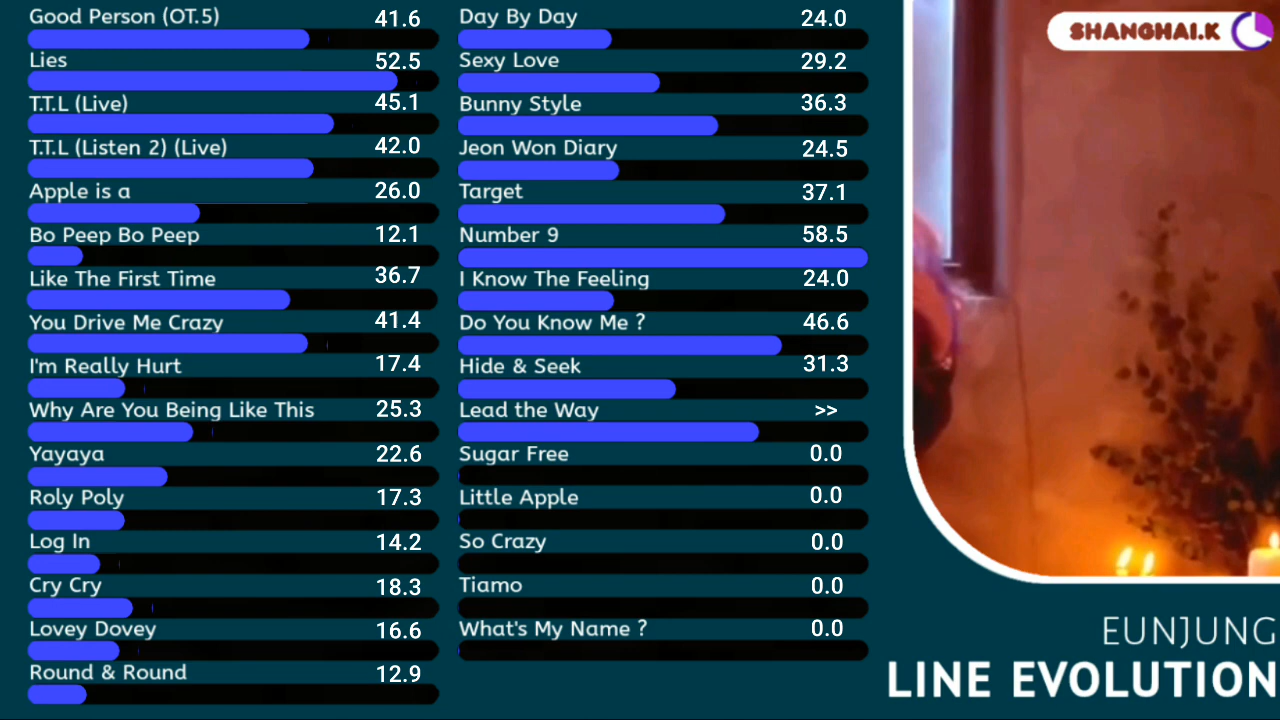 Good Person (OT.5) 41.6
Lies 52.5
T.T.L (Live) 45.1
T.T.L (Listen 2) (Live) 42.0
Apple is a 26.0
Bo Peep Bo Peep 12.1
Like The First Time 36.7
You Drive Me Crazy 41.4
I'm Really Hurt 17.4
Why Are You Being Like This 25.3
Yayaya 22.6
Roly Poly 17.3
Log In 14.2
Cry Cry 18.3
Lovey Dovey 16.6
Round & Round 12.9
Day By Day 24.0
Sexy Love 29.2
Bunny Style 36.3
Jeon Won Diary 24.5
Target 37.1
Number 9 58.5
I Know The Feeling 24.0
Do You Know Me ? 46.6
Hide & Seek 31.3
Lead the Way >>
Sugar Free 0.0
Little Apple 0.0
So Crazy 0.0
Tiamo 0.0
What's My Name ? 0.0
SHANGHAI.K
EUNJUNG
LINE EVOLUTION